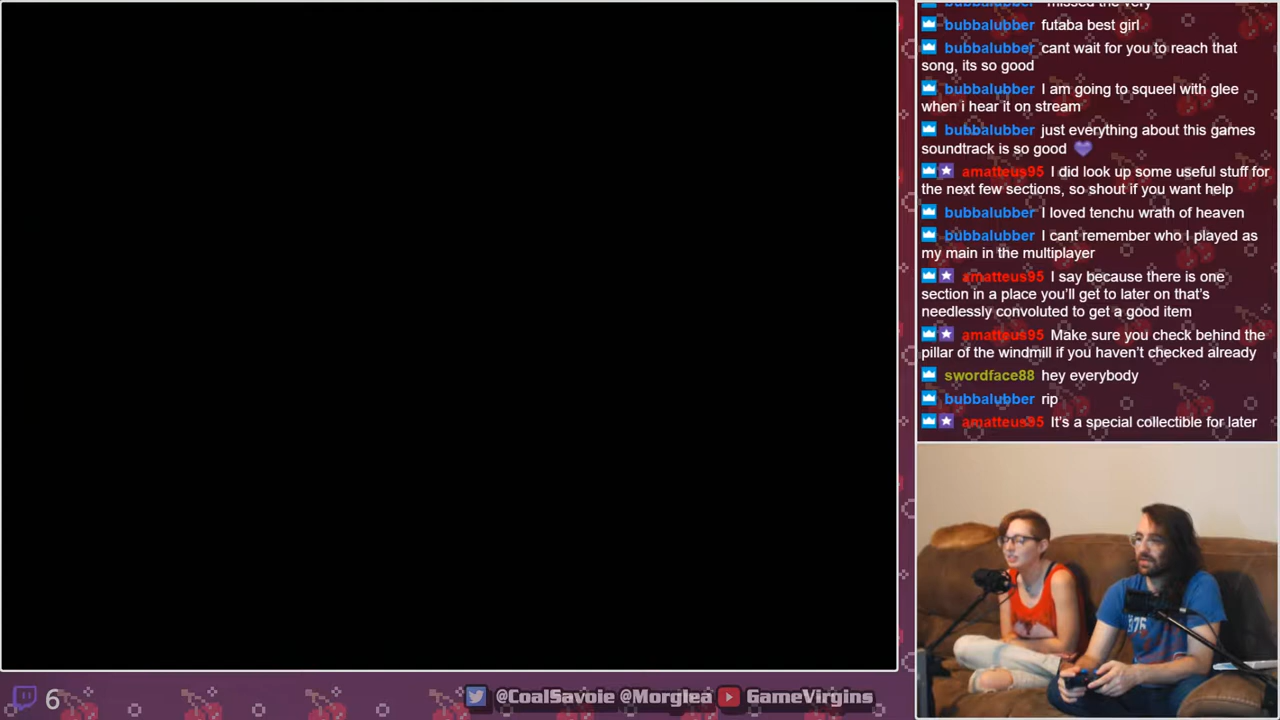 bubbalubber missed the very
bubbalubber futaba best girl
bubbalubber cant wait for you to reach that
song, its so good
bubbalubber I am going to squeel with glee
when i hear it on stream
bubbalubber just everything about this games
soundtrack is so good
amatteus95 I did look up some useful stuff for
the next few sections, so shout if you want help
bubbalubber I loved tenchu wrath of heaven
bubbalubber I cant remember who I played as
my main in the multiplayer
amatteus95 I say because there is one
section in a place you’ll get to later on that’s
needlessly convoluted to get a good item
amatteus95 Make sure you check behind the
pillar of the windmill if you haven’t checked already
swordface88 hey everybody
bubbalubber rip
amatteus95 It’s a special collectible for later
976
6
@CoalSavoie @Morglea GameVirgins